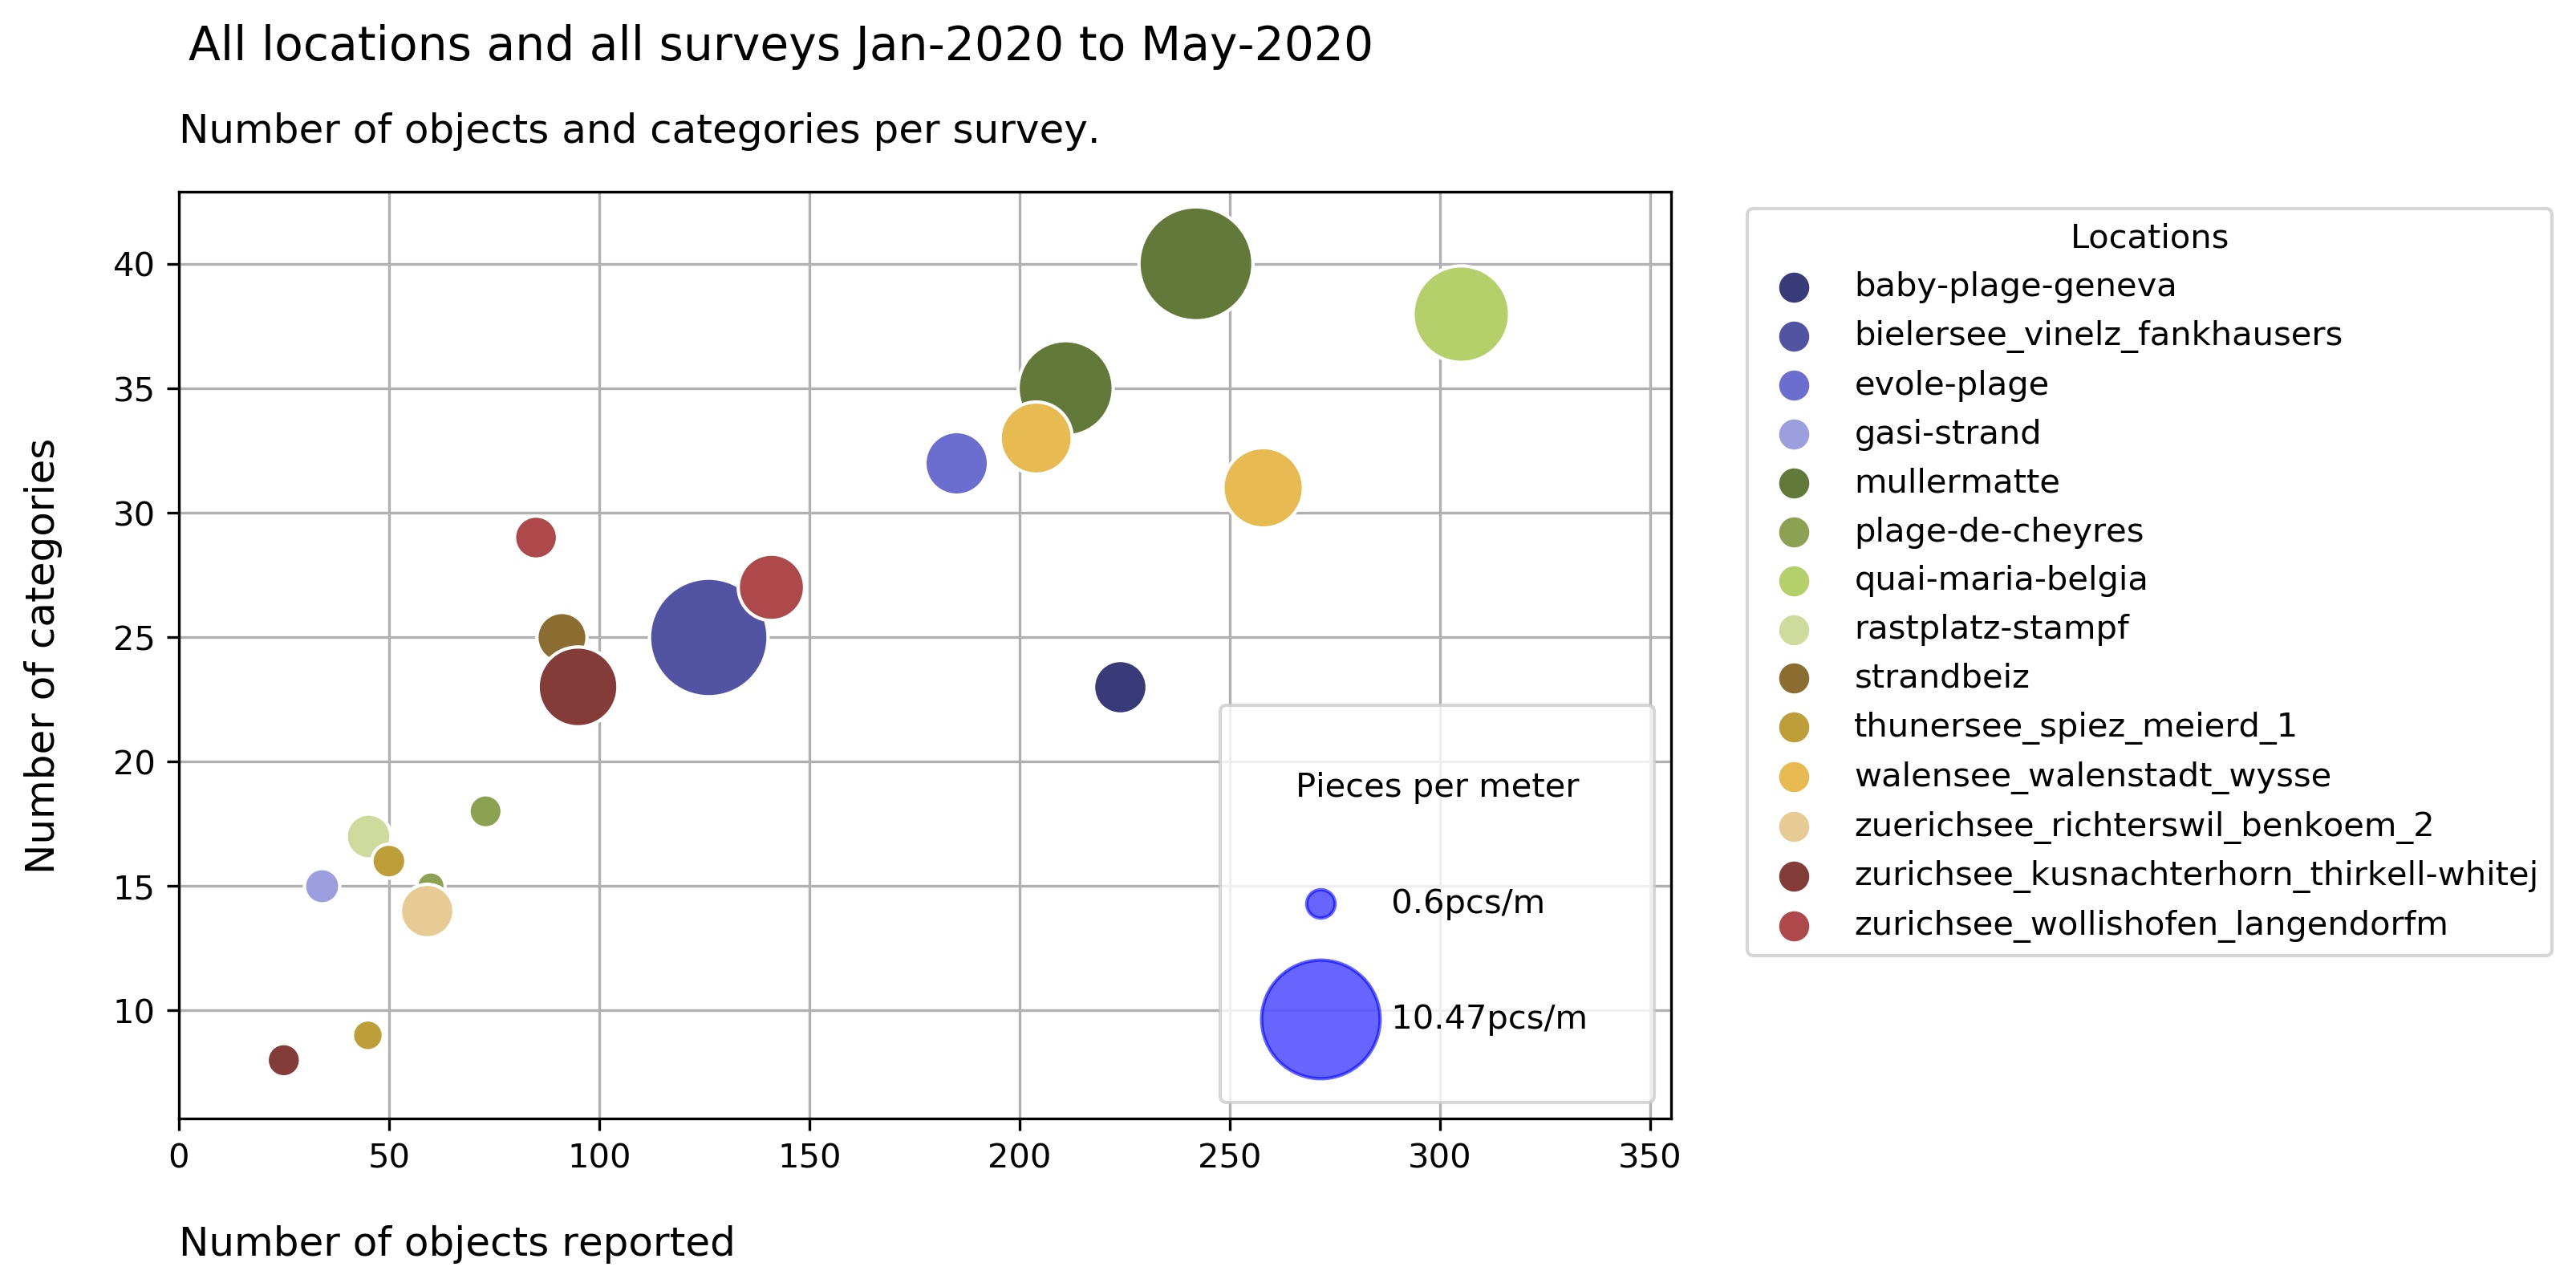 All locations and all surveys Jan-2020 to May-2020
Number of objects and categories per survey.
Number of categories
40
35
30
25
20
15
10
0 50 100 150 200 250 300 350
Number of objects reported
Pieces per meter
0.6pcs/m
10.47pcs/m
Locations
baby-plage-geneva
bielersee_vinelz_fankhausers
evole-plage
gasi-strand
mullermatte
plage-de-cheyres
quai-maria-belgia
rastplatz-stampf
strandbeiz
thunersee_spiez_meierd_1
walensee_walenstadt_wysse
zuerichsee_richterswil_benkoem_2
zurichsee_kusnachterhorn_thirkell-whitej
zurichsee_wollishofen_langendorfm